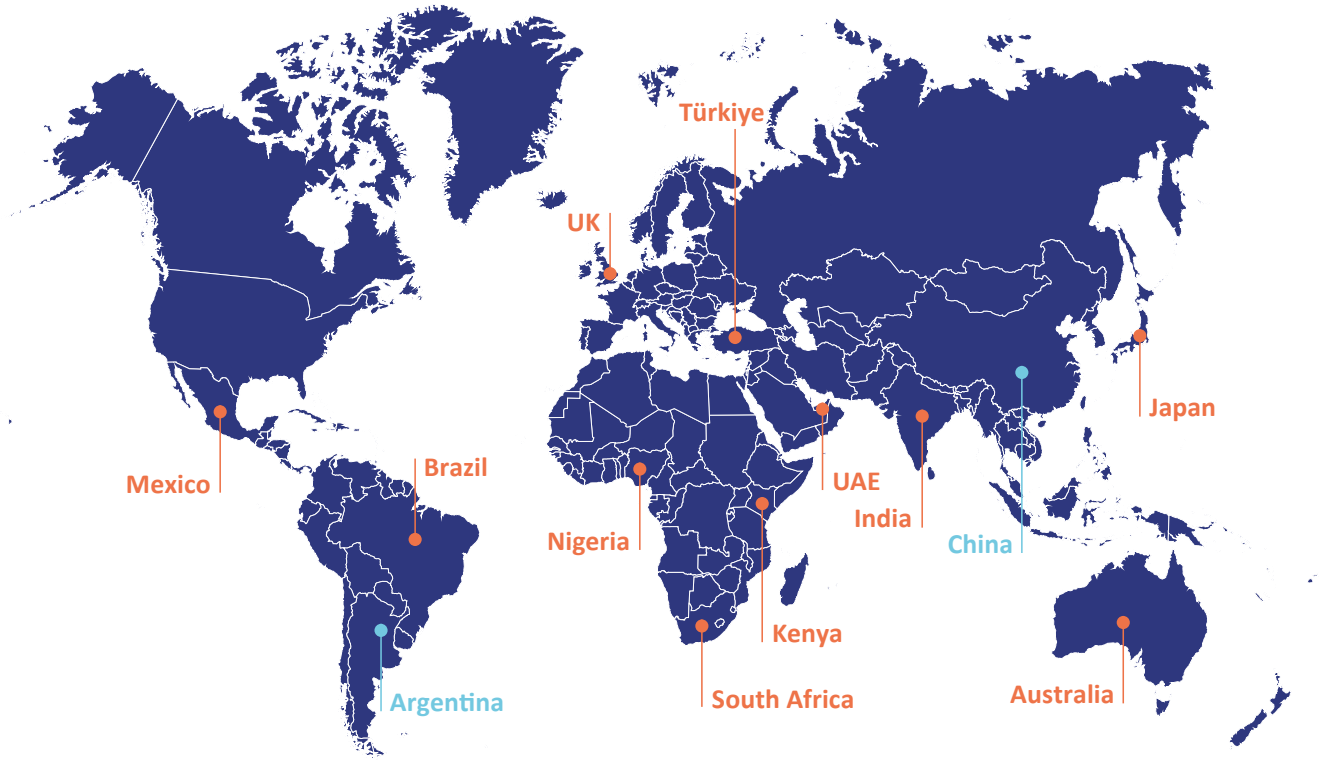 Türkiye
UK
Japan
Brazil
Mexico
UAE
India
Nigeria
China
Kenya
Australia
South Africa
Argentina